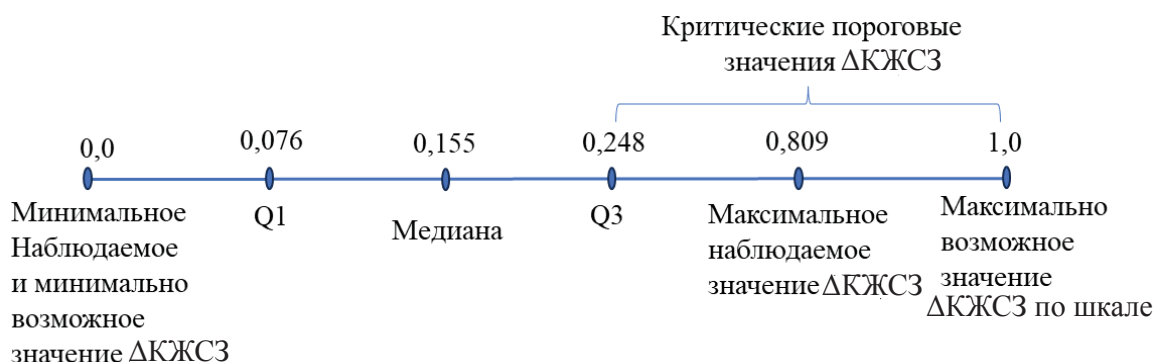 Критические пороговые
значения ΔКЖСЗ
0,0
0,076
0,155
0,248
0,809
1,0
Минимальное
Наблюдаемое
и минимально
возможное
значение ΔКЖСЗ
Q1
Медиана
Q3
Максимальное
наблюдаемое
значение ΔКЖСЗ
Максимально
возможное
значение
ΔКЖСЗ по шкале